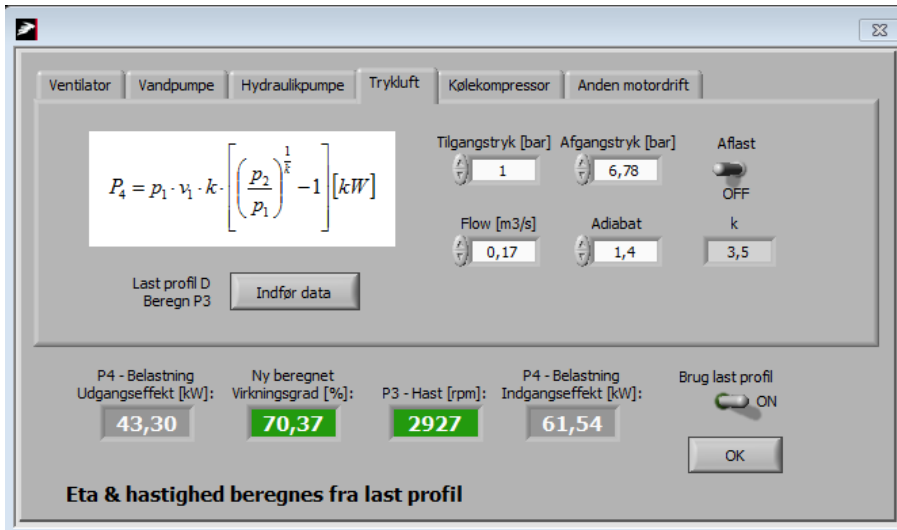 Ventilator Vandpumpe Hydraulikpumpe Trykluft Kølekompressor Anden motordrift
P₄ = p₁ · v₁ · k · [(p₂/p₁)^(1/k) − 1] [kW]
Tilgangstryk [bar] Afgangstryk [bar] Aflast
1 6,78
OFF
Flow [m3/s] Adiabat k
0,17 1,4 3,5
Last profil D
Beregn P3
Indfør data
P4 - Belastning
Udgangseffekt [kW]:
43,30
Ny beregnet
Virkningsgrad [%]:
70,37
P3 - Hast [rpm]:
2927
P4 - Belastning
Indgangseffekt [kW]:
61,54
Brug last profil
ON
OK
Eta & hastighed beregnes fra last profil